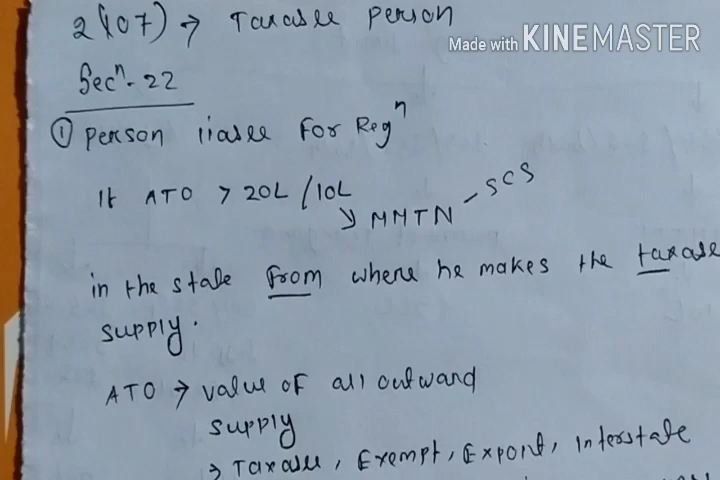 2(107) → Taxable person
Made with KINEMASTER
Secⁿ-22
① person liable for Regⁿ
If ATO > 20L / 10L
↘ MMTN - SCS
in the state from where he makes the taxable
supply.
ATO → value of all outward
supply
→ Taxable, Exempt, Export, interstate